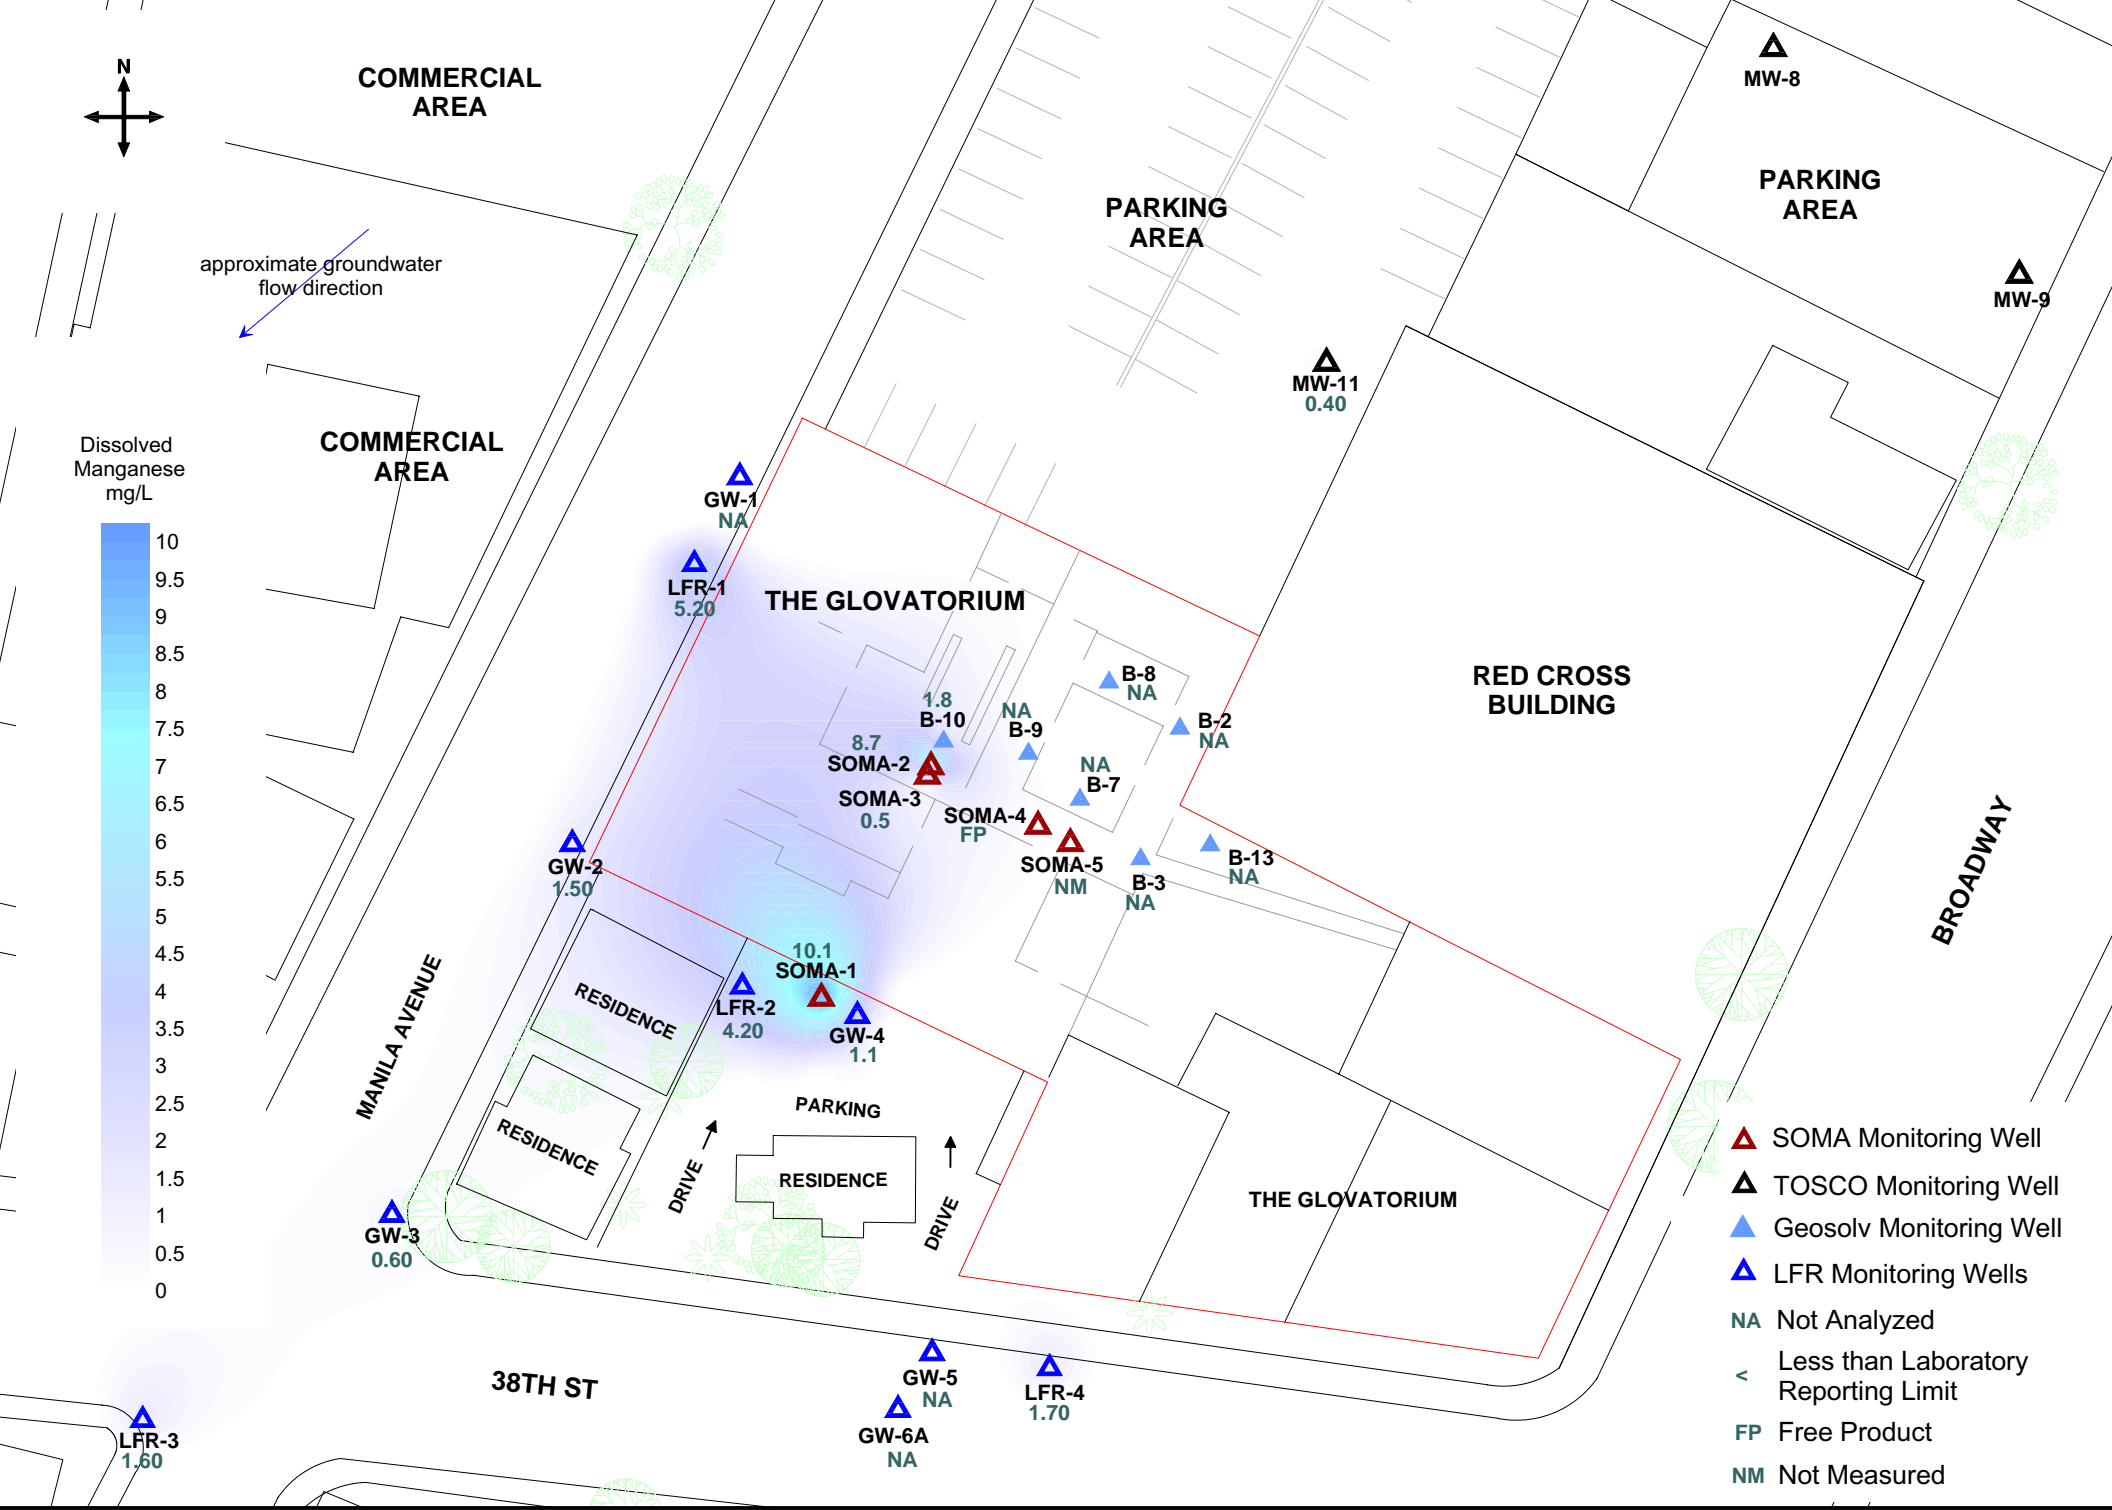 N
COMMERCIAL
AREA
MW-8
PARKING
AREA
PARKING
AREA
approximate groundwater
flow direction
MW-9
MW-11
0.40
COMMERCIAL
AREA
Dissolved
Manganese
mg/L
10
9.5
9
8.5
8
7.5
7
6.5
6
5.5
5
4.5
4
3.5
3
2.5
2
1.5
1
0.5
0
GW-1
NA
LFR-1
5.20
THE GLOVATORIUM
RED CROSS
BUILDING
B-8
NA
1.8
B-10
NA
B-9
B-2
NA
8.7
SOMA-2
NA
B-7
SOMA-3
0.5
SOMA-4
FP
SOMA-5
NM
B-13
NA
B-3
NA
GW-2
1.50
BROADWAY
MANILA AVENUE
10.1
SOMA-1
RESIDENCE
LFR-2
4.20
GW-4
1.1
PARKING
RESIDENCE
DRIVE
RESIDENCE
DRIVE
THE GLOVATORIUM
GW-3
0.60
38TH ST
GW-5
NA
LFR-4
1.70
GW-6A
NA
LFR-3
1.60
SOMA Monitoring Well
TOSCO Monitoring Well
Geosolv Monitoring Well
LFR Monitoring Wells
NA Not Analyzed
< Less than Laboratory
Reporting Limit
FP Free Product
NM Not Measured